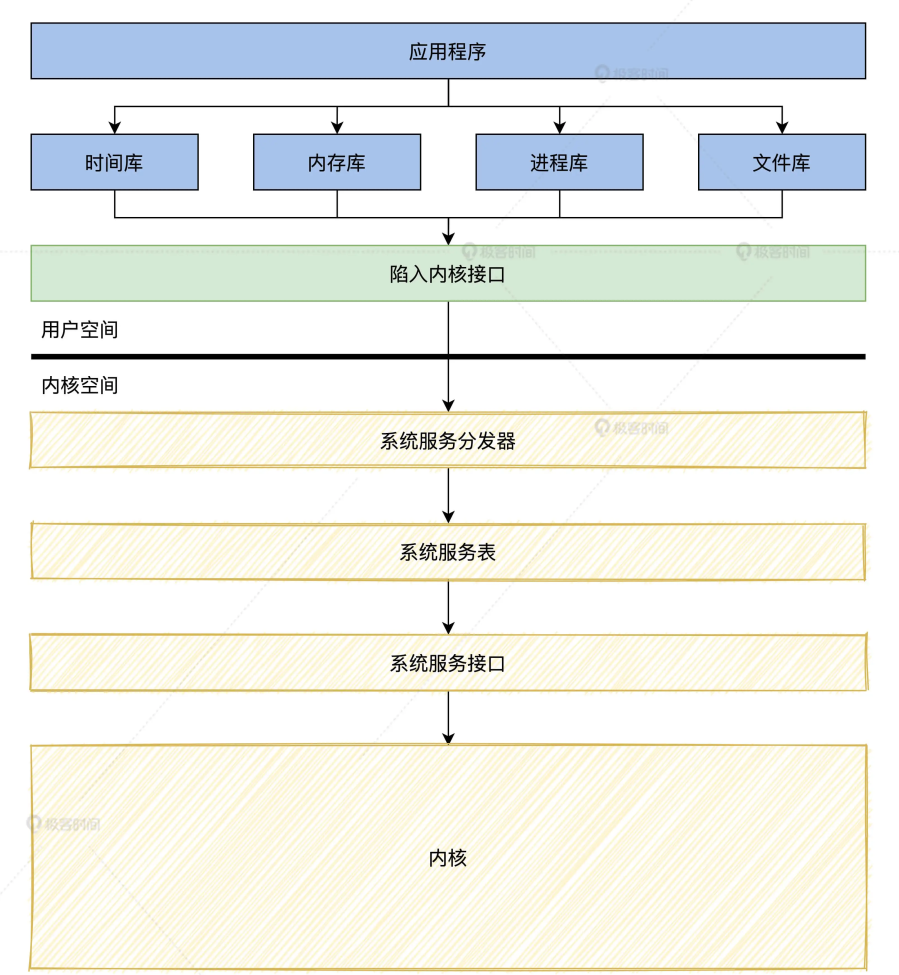 应用程序
极客时间
时间库
内存库
进程库
文件库
极客时间
极客时间
陷入内核接口
用户空间
内核空间
极客时间
系统服务分发器
系统服务表
系统服务接口
极客时间
内核